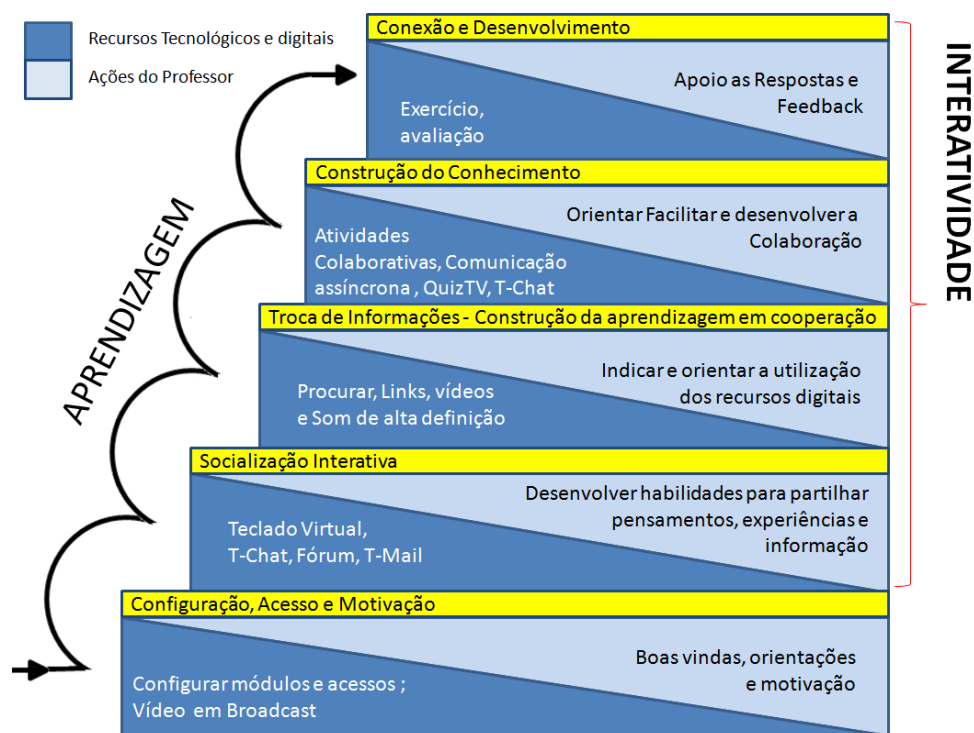 Recursos Tecnológicos e digitais
Ações do Professor
Conexão e Desenvolvimento
Apoio as Respostas e
Feedback
Exercício,
avaliação
Construção do Conhecimento
Orientar Facilitar e desenvolver a
Colaboração
Atividades
Colaborativas, Comunicação
assíncrona , QuizTV, T-Chat
Troca de Informações - Construção da aprendizagem em cooperação
Indicar e orientar a utilização
dos recursos digitais
Procurar, Links, vídeos
e Som de alta definição
Socialização Interativa
Desenvolver habilidades para partilhar
pensamentos, experiências e
informação
Teclado Virtual,
T-Chat, Fórum, T-Mail
Configuração, Acesso e Motivação
Boas vindas, orientações
e motivação
Configurar módulos e acessos ;
Vídeo em Broadcast
APRENDIZAGEM
INTERATIVIDADE